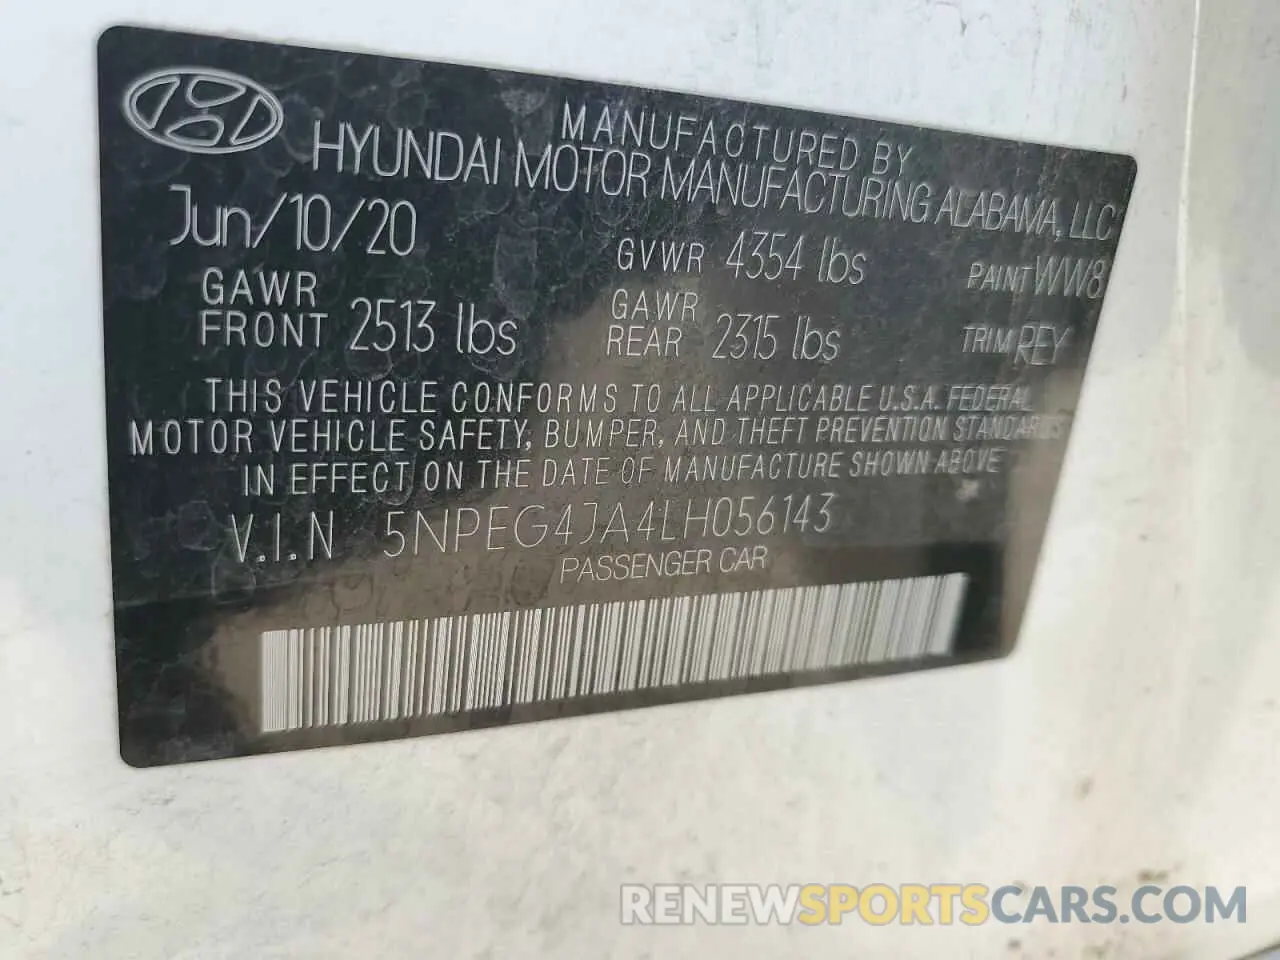 MANUFACTURED BY
HYUNDAI MOTOR MANUFACTURING ALABAMA, LLC
Jun/10/20
GVWR 4354 lbs
PAINT WW8
GAWR FRONT 2513 lbs
GAWR REAR 2315 lbs
TRIM REY
THIS VEHICLE CONFORMS TO ALL APPLICABLE U.S.A. FEDERAL
MOTOR VEHICLE SAFETY, BUMPER, AND THEFT PREVENTION STANDARDS
IN EFFECT ON THE DATE OF MANUFACTURE SHOWN ABOVE
V.I.N 5NPEG4JA4LH056143
PASSENGER CAR
RENEWSPORTSCARS.COM